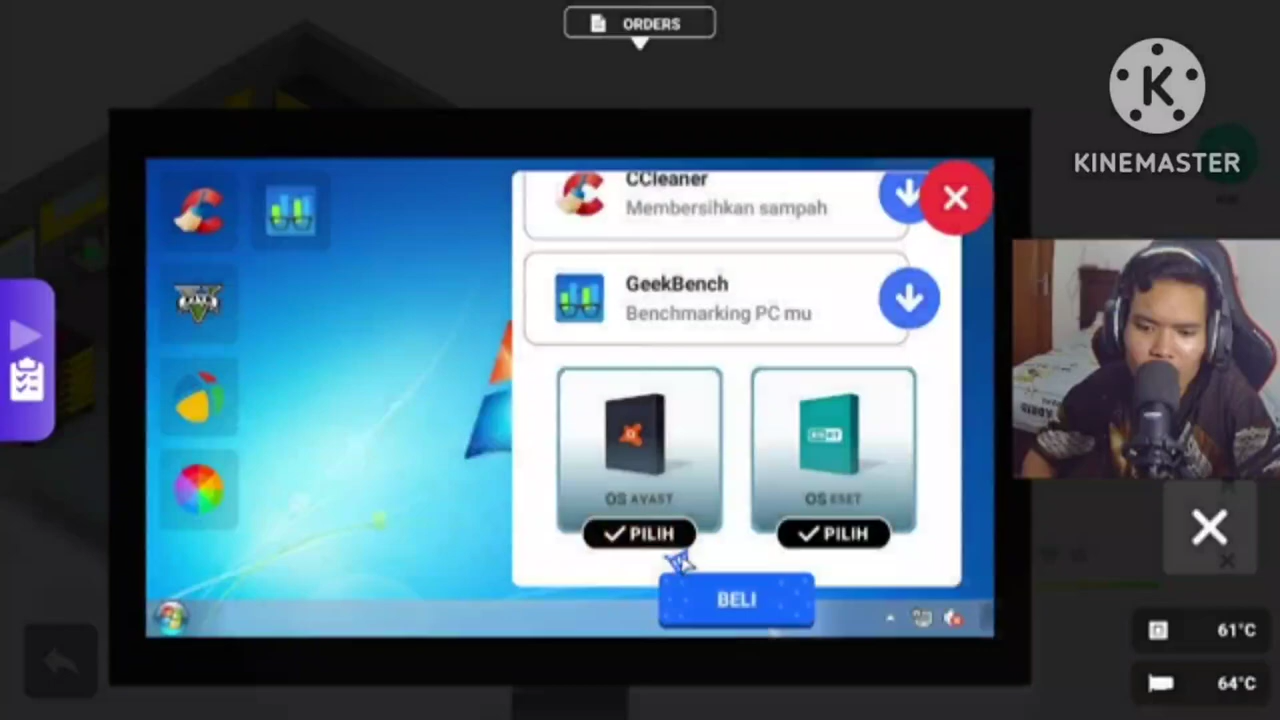 ORDERS
KINEMASTER
CCleaner
Membersihkan sampah
GeekBench
Benchmarking PC mu
OS AVAST
PILIH
OS ESET
PILIH
BELI
61°C
64°C